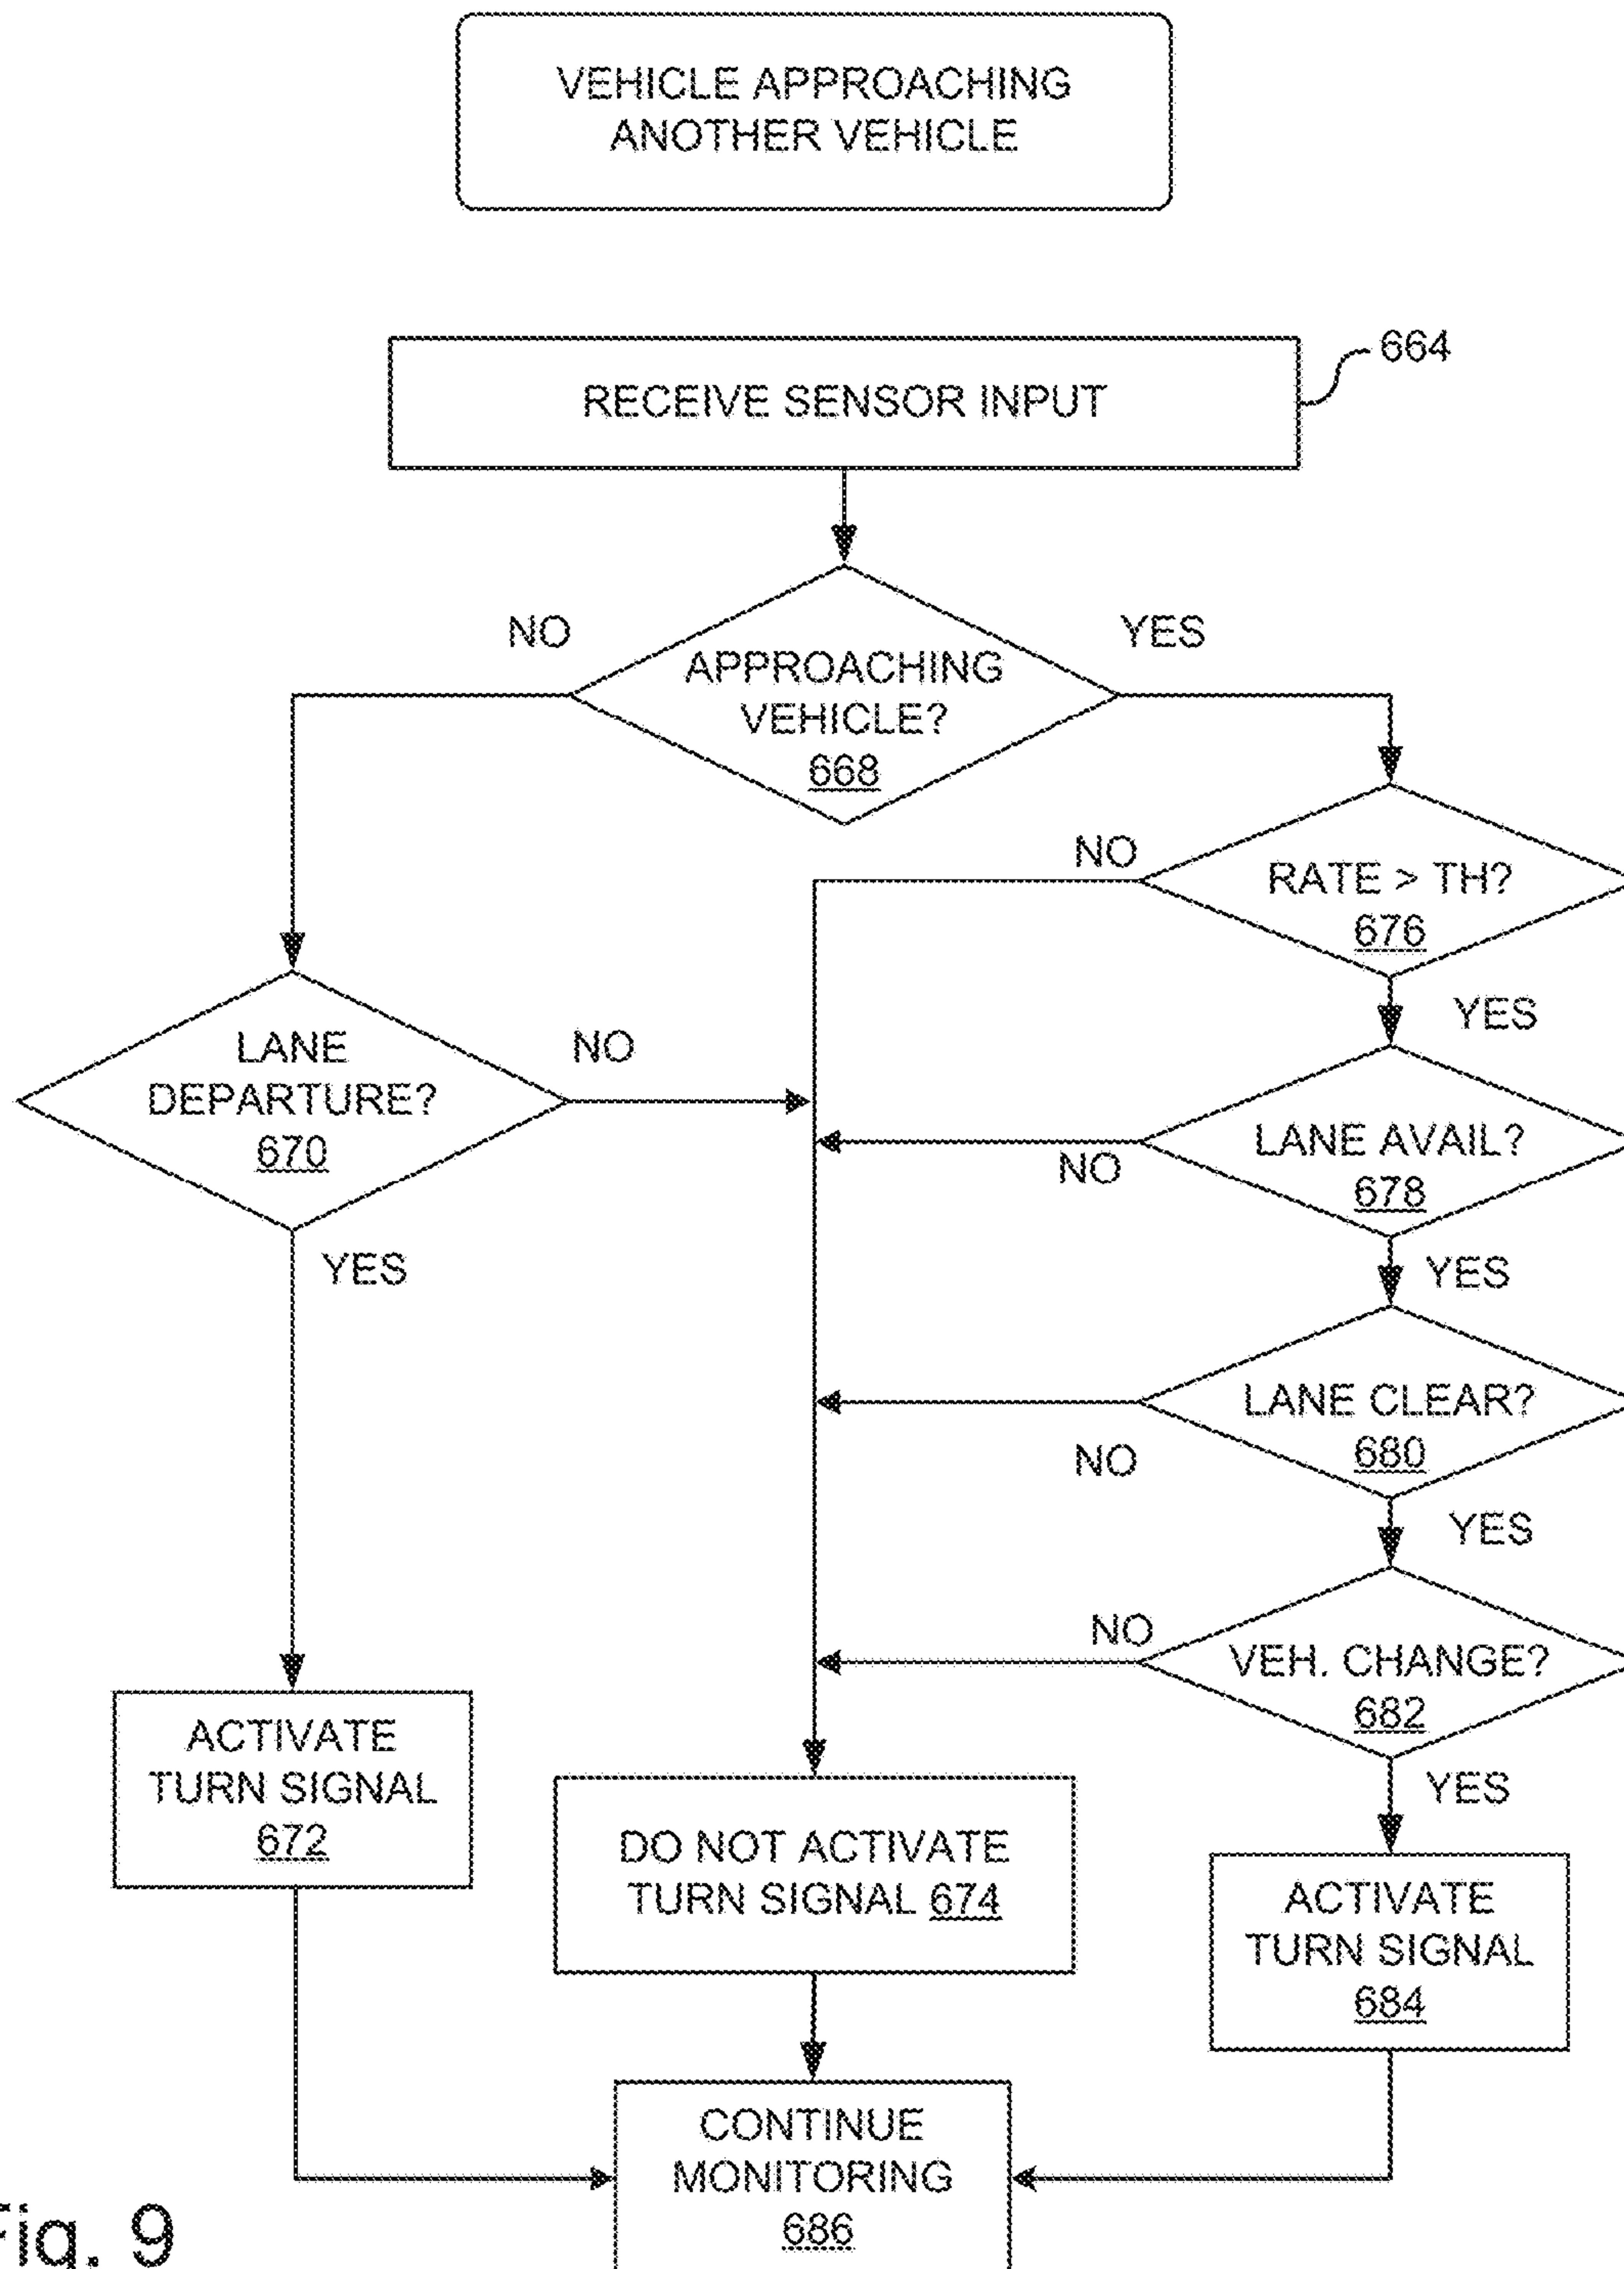 VEHICLE APPROACHING
ANOTHER VEHICLE
RECEIVE SENSOR INPUT
664
NO
YES
APPROACHING
VEHICLE?
668
NO
RATE > TH?
676
YES
LANE
DEPARTURE?
670
NO
YES
LANE AVAIL?
678
NO
YES
LANE CLEAR?
680
NO
YES
VEH. CHANGE?
682
NO
YES
ACTIVATE
TURN SIGNAL
672
DO NOT ACTIVATE
TURN SIGNAL 674
ACTIVATE
TURN SIGNAL
684
CONTINUE
MONITORING
686
Fig. 9